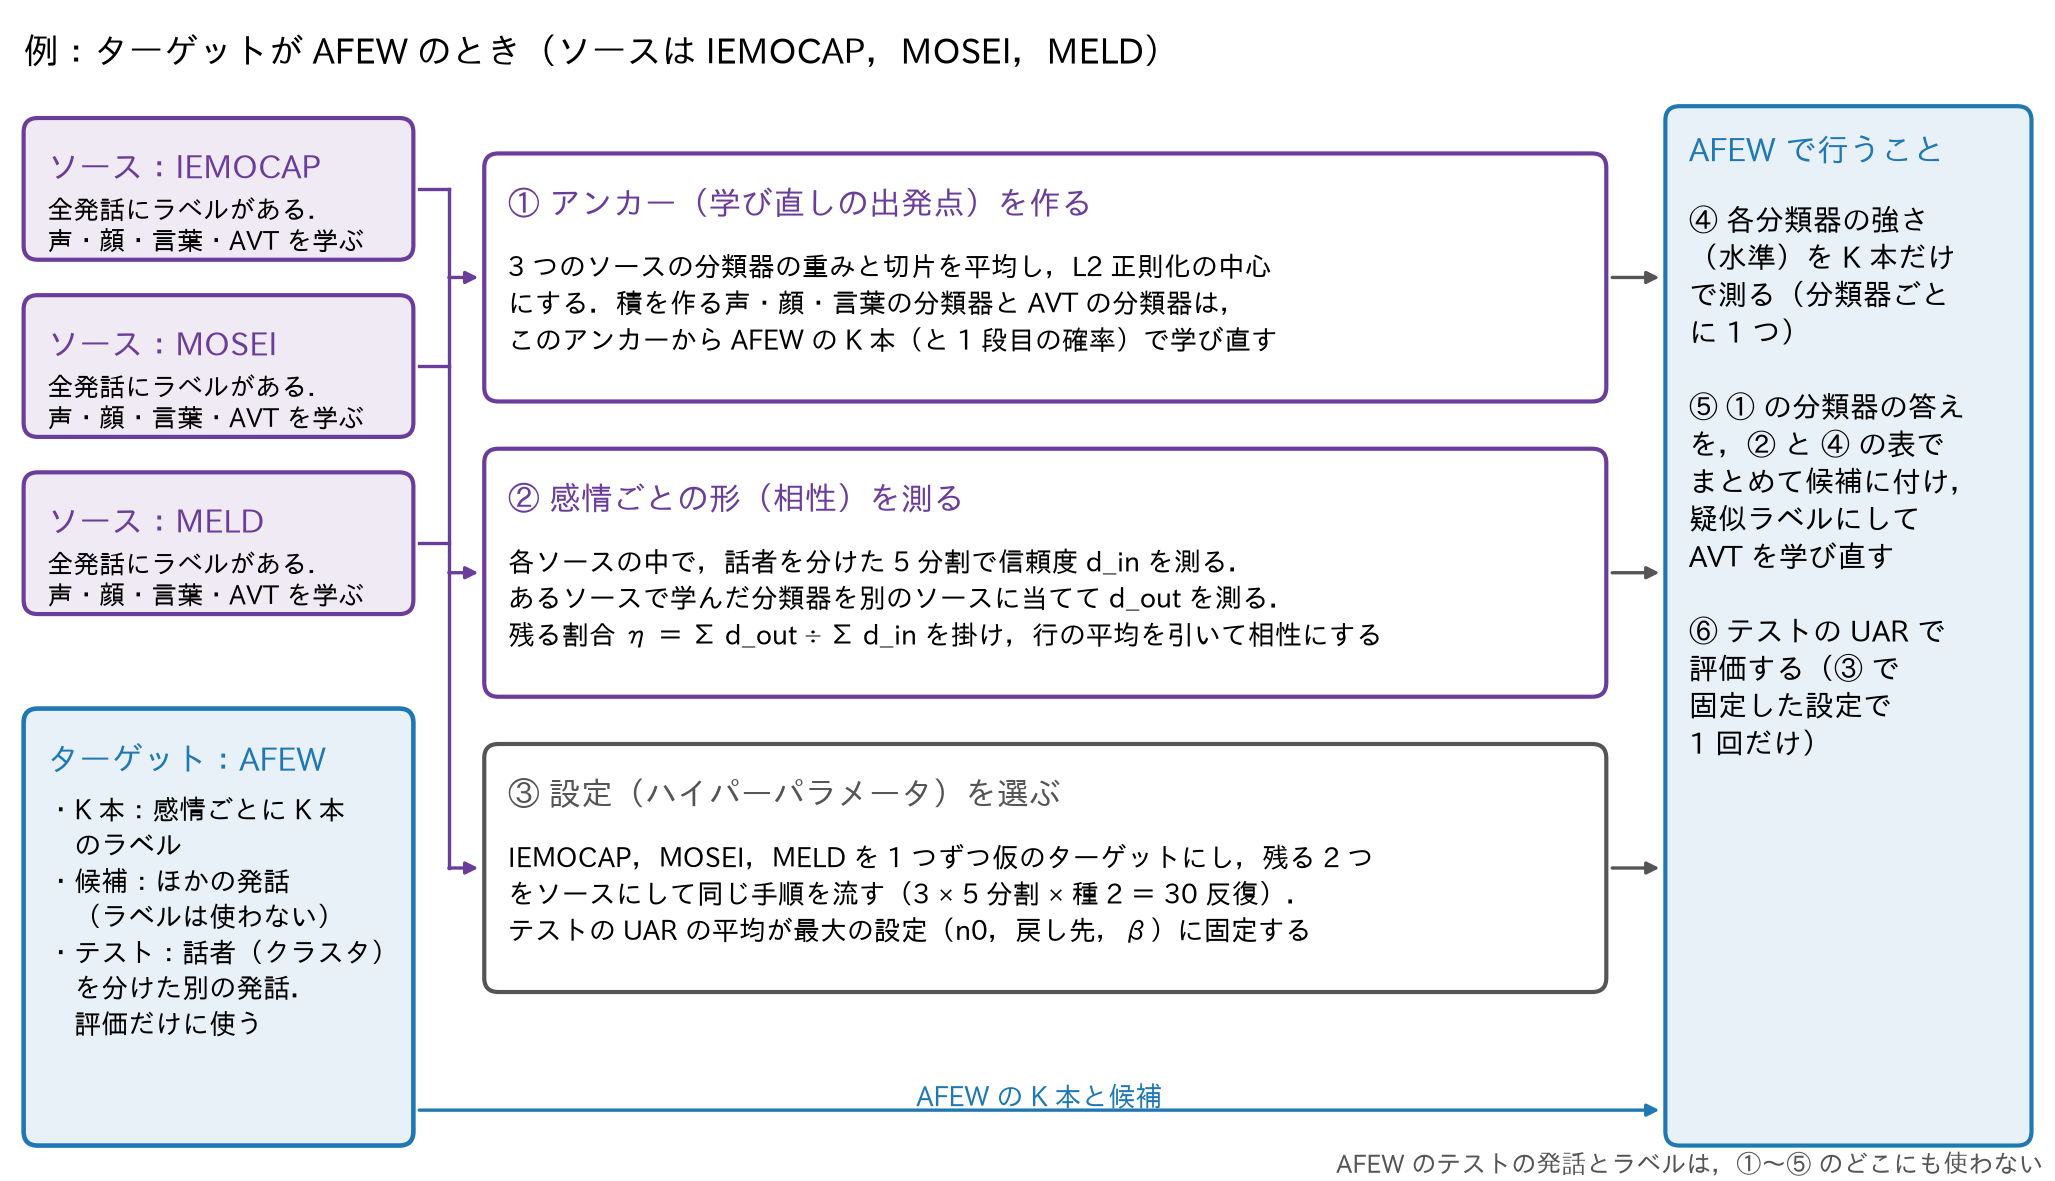 例：ターゲットが AFEW のとき（ソースは IEMOCAP，MOSEI，MELD）
ソース：IEMOCAP
全発話にラベルがある．
声・顔・言葉・AVT を学ぶ
ソース：MOSEI
全発話にラベルがある．
声・顔・言葉・AVT を学ぶ
ソース：MELD
全発話にラベルがある．
声・顔・言葉・AVT を学ぶ
ターゲット：AFEW
・K 本：感情ごとに K 本
のラベル
・候補：ほかの発話
（ラベルは使わない）
・テスト：話者（クラスタ）
を分けた別の発話．
評価だけに使う
① アンカー（学び直しの出発点）を作る
3 つのソースの分類器の重みと切片を平均し，L2 正則化の中心
にする．積を作る声・顔・言葉の分類器と AVT の分類器は，
このアンカーから AFEW の K 本（と 1 段目の確率）で学び直す
② 感情ごとの形（相性）を測る
各ソースの中で，話者を分けた 5 分割で信頼度 d_in を測る．
あるソースで学んだ分類器を別のソースに当てて d_out を測る．
残る割合 η ＝ Σ d_out ÷ Σ d_in を掛け，行の平均を引いて相性にする
③ 設定（ハイパーパラメータ）を選ぶ
IEMOCAP，MOSEI，MELD を 1 つずつ仮のターゲットにし，残る 2 つ
をソースにして同じ手順を流す（3 × 5 分割 × 種 2 ＝ 30 反復）．
テストの UAR の平均が最大の設定（n0，戻し先，β）に固定する
AFEW で行うこと
④ 各分類器の強さ
（水準）を K 本だけ
で測る（分類器ごと
に 1 つ）
⑤ ① の分類器の答え
を，② と ④ の表で
まとめて候補に付け，
疑似ラベルにして
AVT を学び直す
⑥ テストの UAR で
評価する（③ で
固定した設定で
1 回だけ）
AFEW の K 本と候補
AFEW のテストの発話とラベルは，①〜⑤ のどこにも使わない